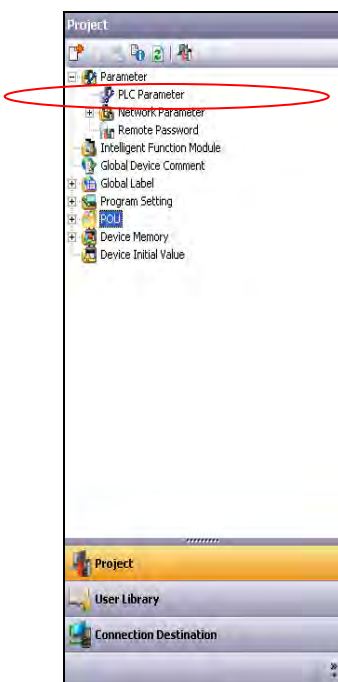 Project
Parameter
PLC Parameter
Network Parameter
Remote Password
Intelligent Function Module
Global Device Comment
Global Label
Program Setting
POU
Device Memory
Device Initial Value
Project
User Library
Connection Destination